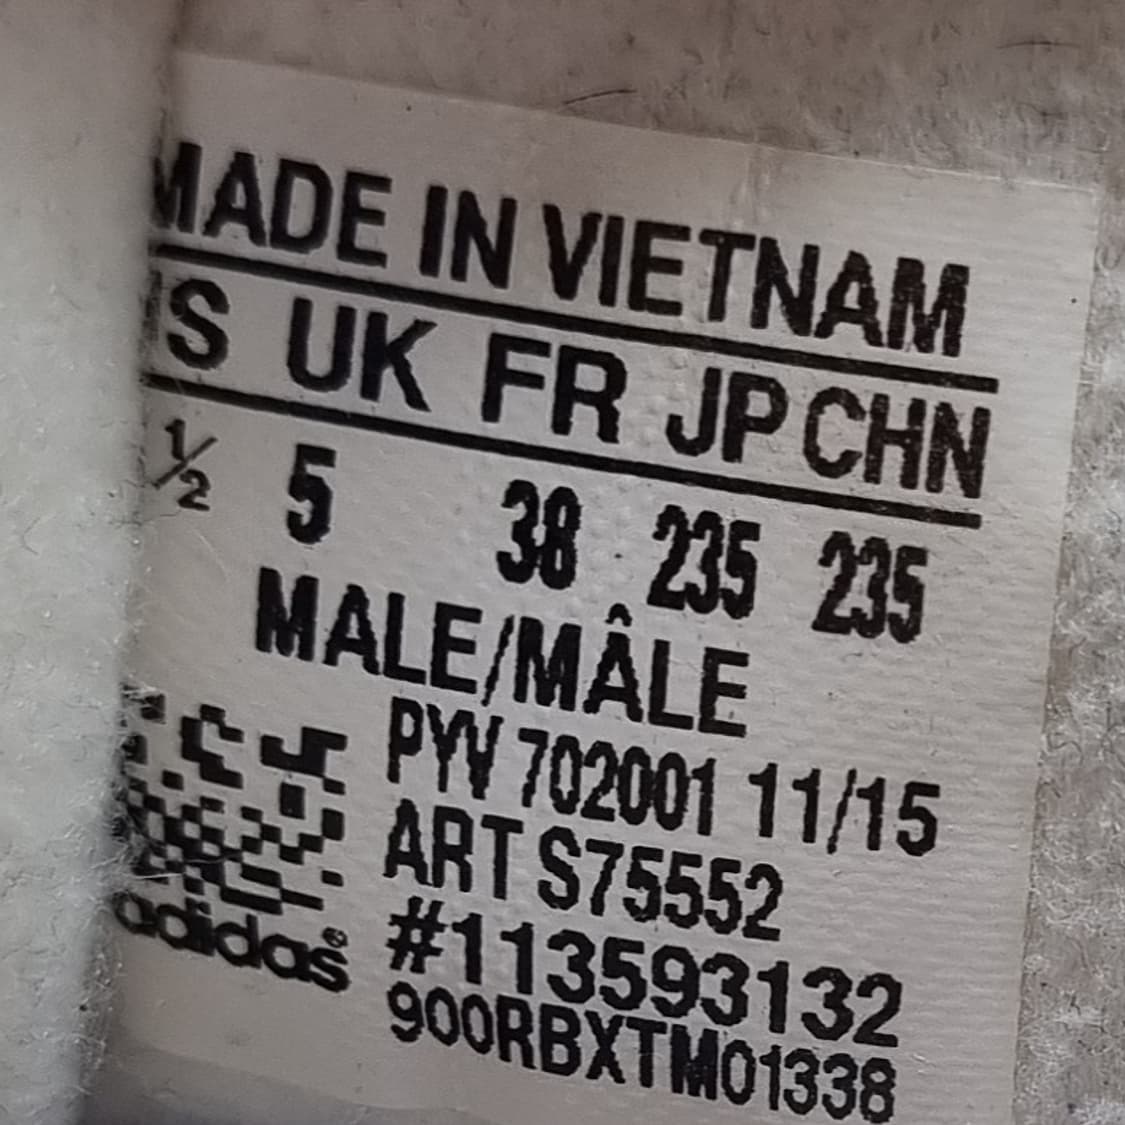 MADE IN VIETNAM
US UK FR JP CHN
½ 5 38 235 235
MALE/MÂLE
PYV 702001 11/15
ART S75552
#113593132
adidas®
900RBXTM01338